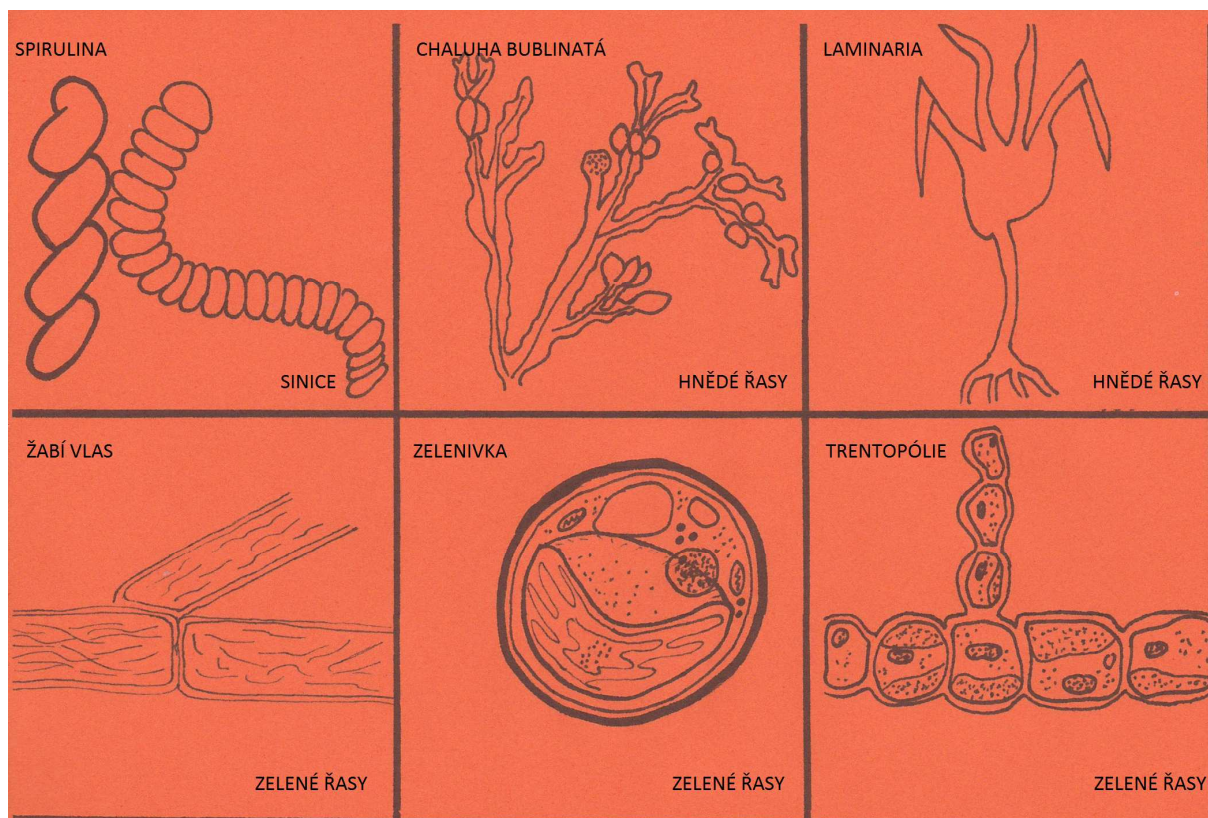 SPIRULINA
SINICE
CHALUHA BUBLINATÁ
HNĚDÉ ŘASY
LAMINARIA
HNĚDÉ ŘASY
ŽABÍ VLAS
ZELENÉ ŘASY
ZELENIVKA
ZELENÉ ŘASY
TRENTOPÓLIE
ZELENÉ ŘASY